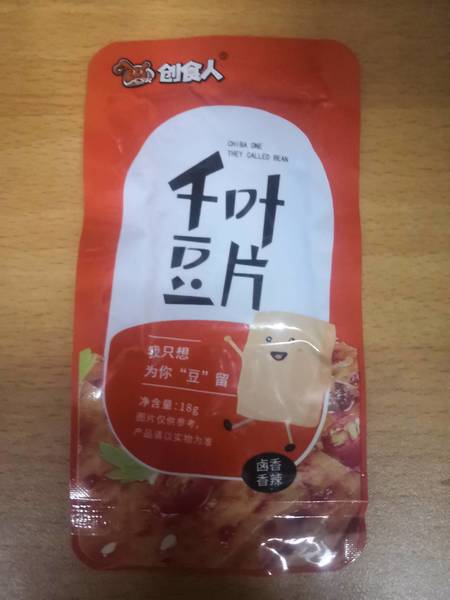 创食人®
CHIBA ONE
THEY CALLED BEAN
千叶
豆片
我只想
为你“豆”留
净含量:18g
图片仅供参考,
产品请以实物为准
卤香
香辣